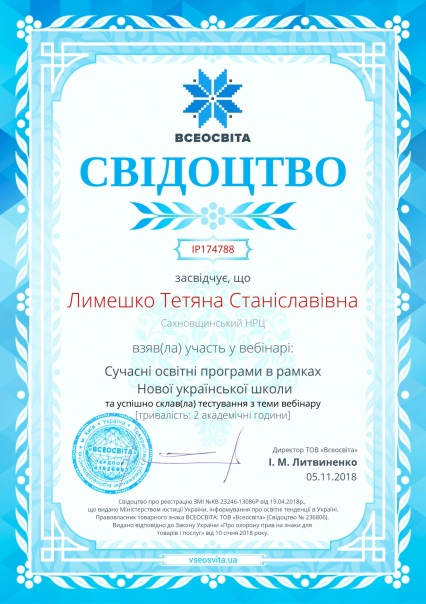 ВСЕОСВІТА
СВІДОЦТВО
IP174788
засвідчує, що
Лимешко Тетяна Станіславівна
Сахновщинський НРЦ
взяв(ла) участь у вебінарі:
Сучасні освітні програми в рамках
Нової української школи
та успішно склав(ла) тестування з теми вебінару
[тривалість: 2 академічні години]
«ВСЕОСВІТА»
Директор ТОВ «Всеосвіта»
І. М. Литвиненко
05.11.2018
Свідоцтво про реєстрацію ЗМІ №КВ 23246-13086Р від 19.04.2018р.,
що видано Міністерством юстиції України, інформування про освітні тенденції в Україні.
Правовласник товарного знака ВСЕОСВІТА: ТОВ «Всеосвіта» (Свідоцтво № 236806).
Видано відповідно до Закону України «Про охорону прав на знаки для
товарів і послуг» від 10 січня 2018 року.
vseosvita.ua